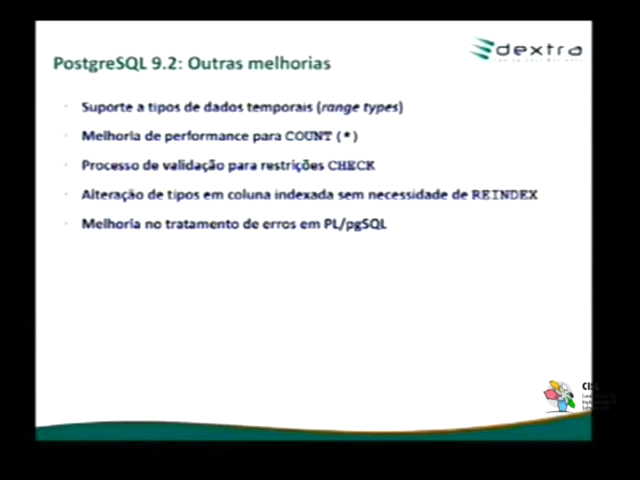 dextra
PostgreSQL 9.2: Outras melhorias
Suporte a tipos de dados temporais (range types)
Melhoria de performance para COUNT (*)
Processo de validação para restrições CHECK
Alteração de tipos em coluna indexada sem necessidade de REINDEX
Melhoria no tratamento de erros em PL/pgSQL